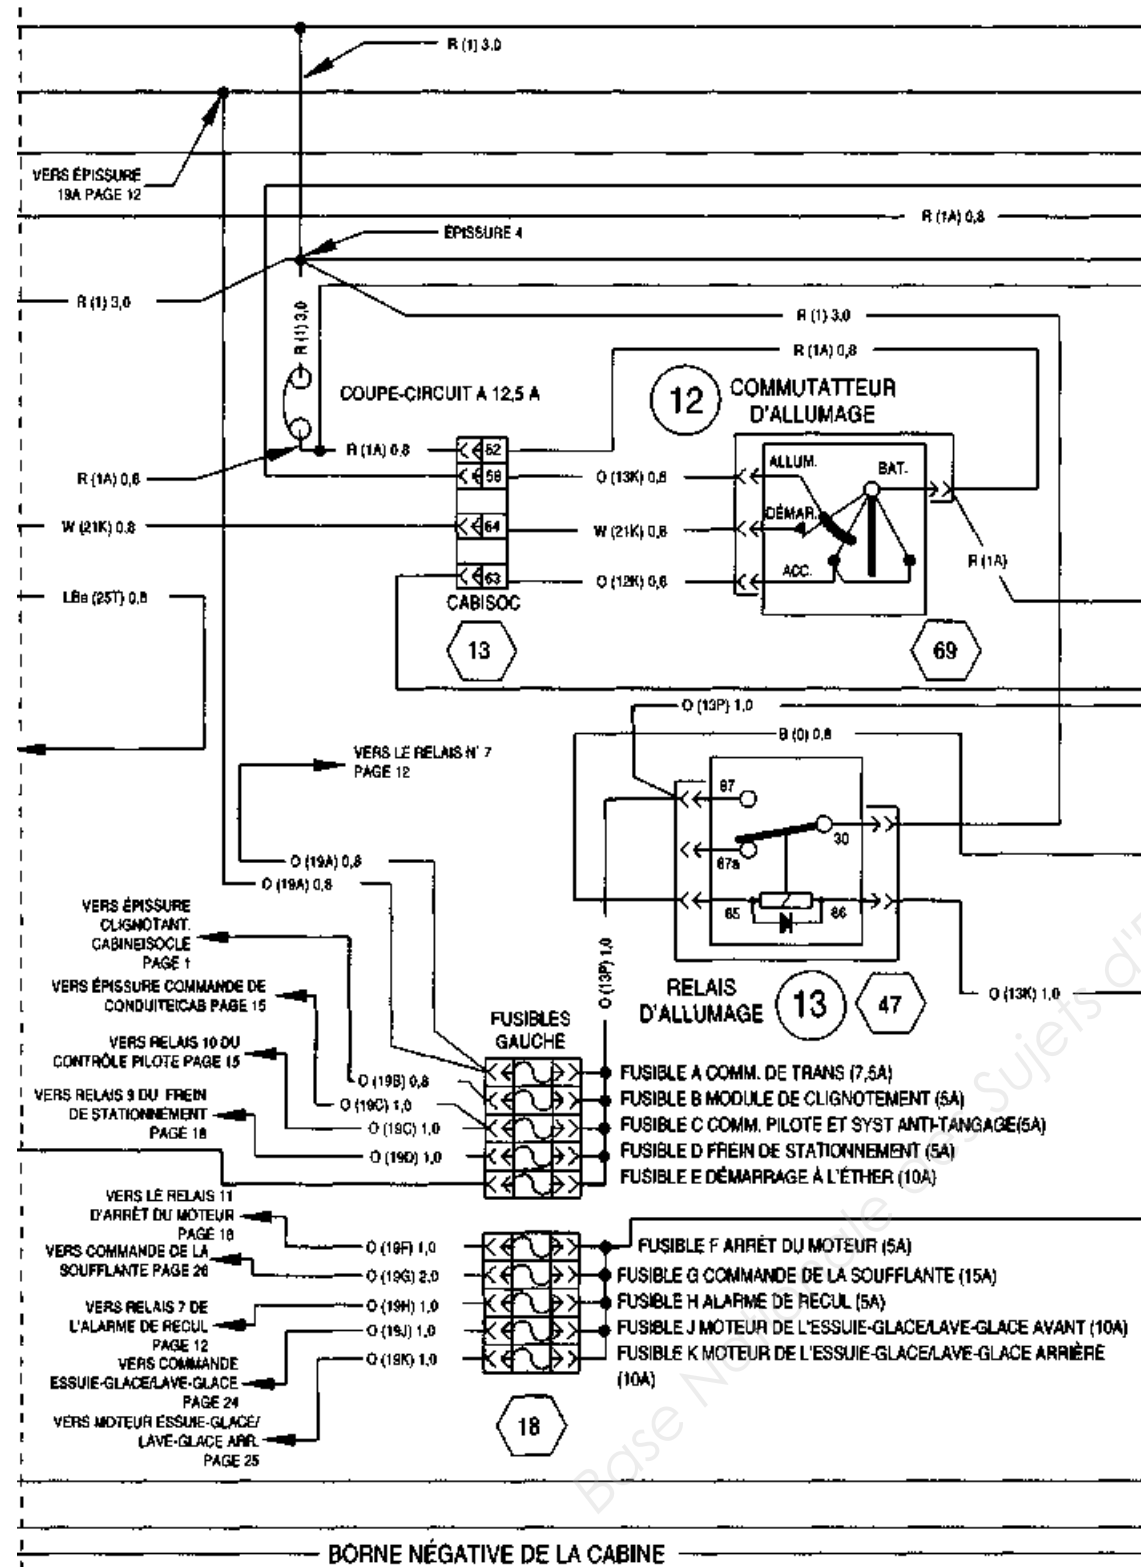 R (1) 3,0
VERS ÉPISSURE
19A PAGE 12
R (1A) 0,8
ÉPISSURE 4
R (1) 3,0
R (1) 3,0
R (1) 3,0
R (1A) 0,8
COUPE-CIRCUIT A 12,5 A
12
COMMUTATTEUR
D'ALLUMAGE
R (1A) 0,8
52
ALLUM.
BAT.
R (1A) 0,8
58
O (13K) 0,8
DÉMAR.
W (21K) 0,8
64
W (21K) 0,8
R (1A)
ACC.
63
O (12K) 0,8
LBe (25T) 0,8
CABISOC
13
69
O (13P) 1,0
B (0) 0,8
VERS LE RELAIS N° 7
PAGE 12
87
30
87a
O (19A) 0,8
O (19A) 0,8
85
86
VERS ÉPISSURE
CLIGNOTANT.
CABINEISOCLE
PAGE 1
O (13P) 1,0
VERS ÉPISSURE COMMANDE DE
CONDUITEICAB PAGE 15
RELAIS
D'ALLUMAGE
13
47
O (13K) 1,0
FUSIBLES
GAUCHE
VERS RELAIS 10 DU
CONTRÔLE PILOTE PAGE 15
FUSIBLE A COMM. DE TRANS (7,5A)
O (19B) 0,8
FUSIBLE B MODULE DE CLIGNOTEMENT (5A)
VERS RELAIS 9 DU FREIN
DE STATIONNEMENT
PAGE 18
O (19C) 1,0
O (19C) 1,0
FUSIBLE C COMM. PILOTE ET SYST ANTI-TANGAGE(5A)
O (19D) 1,0
FUSIBLE D FREIN DE STATIONNEMENT (5A)
FUSIBLE E DÉMARRAGE À L'ÉTHER (10A)
VERS LE RELAIS 11
D'ARRÊT DU MOTEUR
PAGE 16
O (19F) 1,0
FUSIBLE F ARRÊT DU MOTEUR (5A)
VERS COMMANDE DE LA
SOUFFLANTE PAGE 26
O (19G) 2,0
FUSIBLE G COMMANDE DE LA SOUFFLANTE (15A)
VERS RELAIS 7 DE
L'ALARME DE RECUL
PAGE 12
O (19H) 1,0
FUSIBLE H ALARME DE RECUL (5A)
O (19J) 1,0
FUSIBLE J MOTEUR DE L'ESSUIE-GLACE/LAVE-GLACE AVANT (10A)
VERS COMMANDE
ESSUIE-GLACE/LAVE-GLACE
PAGE 24
O (19K) 1,0
FUSIBLE K MOTEUR DE L'ESSUIE-GLACE/LAVE-GLACE ARRIÈRE
(10A)
VERS MOTEUR ESSUIE-GLACE/
LAVE-GLACE ARR.
PAGE 25
18
BORNE NÉGATIVE DE LA CABINE
Base Nationale des Sujets d'E